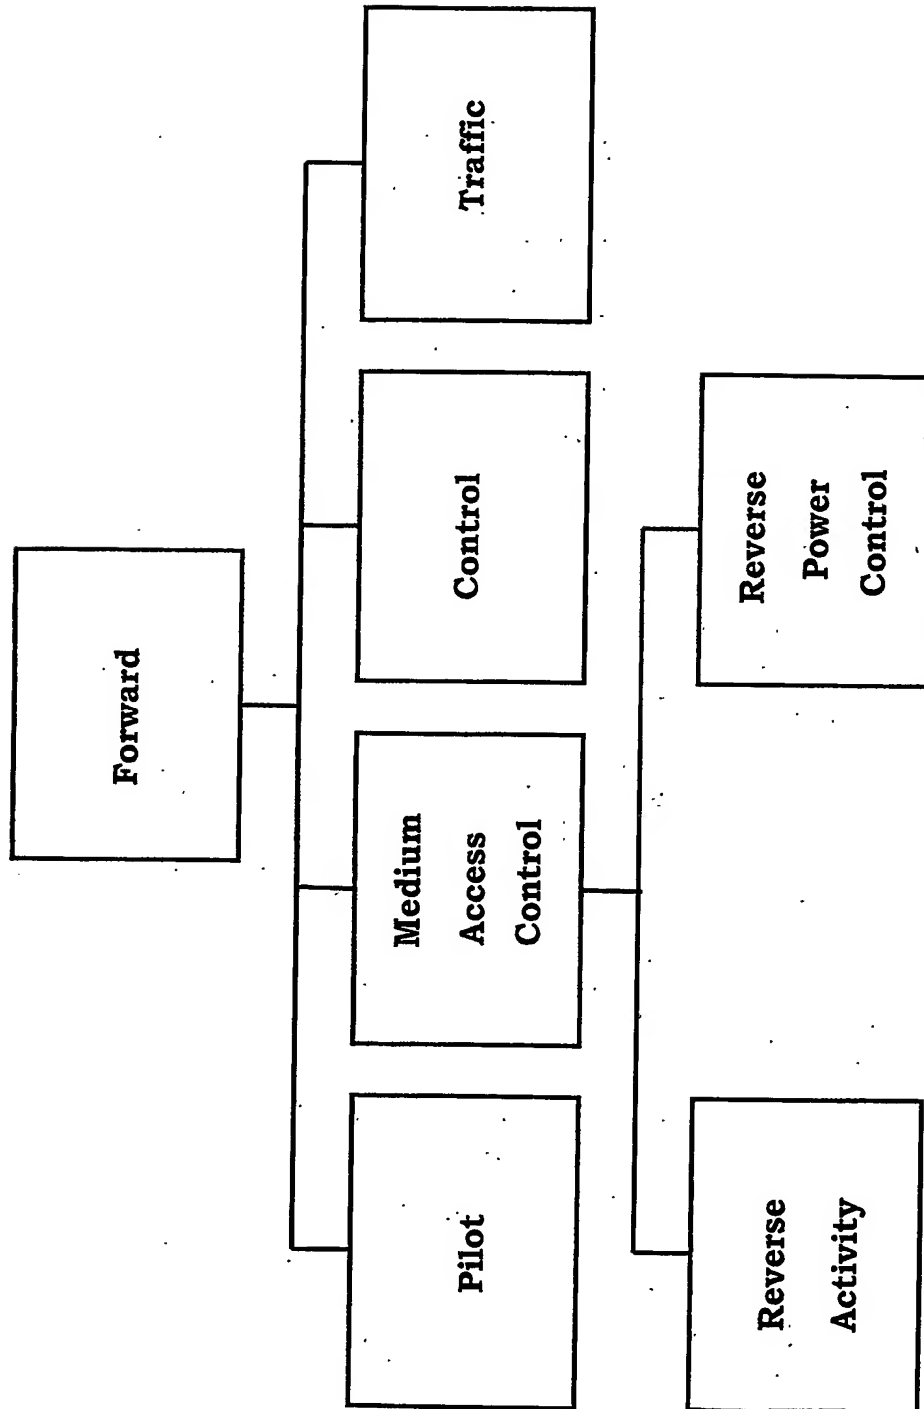 Forward
Pilot
Medium
Access
Control
Control
Traffic
Reverse
Activity
Reverse
Power
Control